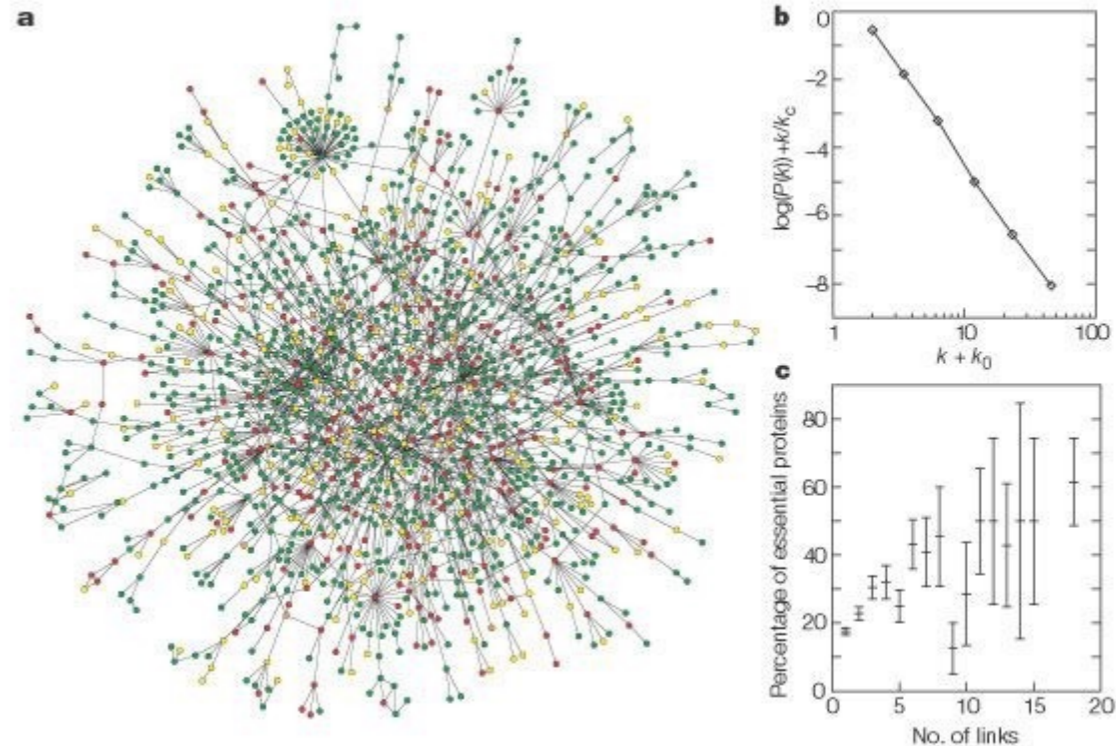 a
b
0
−2
−4
−6
−8
log(P(k))+k/kc
1 10 100
k + k0
c
80
60
40
20
0
Percentage of essential proteins
0 5 10 15 20
No. of links